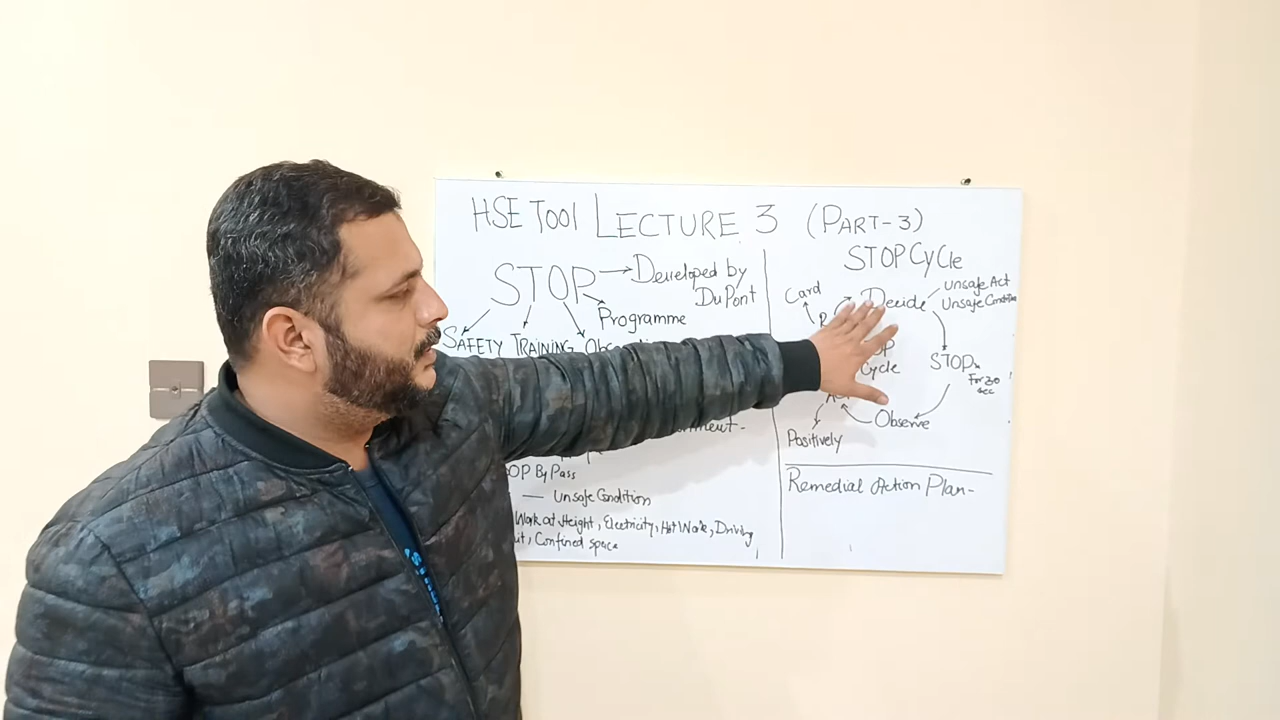 HSE TOOl LECTURE 3 (PART-3)
STOP → Developed by
DuPont
Programme
SAFETY TRAINING
OP By Pass
— Unsafe Condition
Work at Height, Electricity, Hot Work, Driving
Confined space
STOP CyCle
Card
Decide
Unsafe Act
Unsafe Condition
Cycle
STOP
For 30
sec
Observe
Positively
Remedial Action Plan-